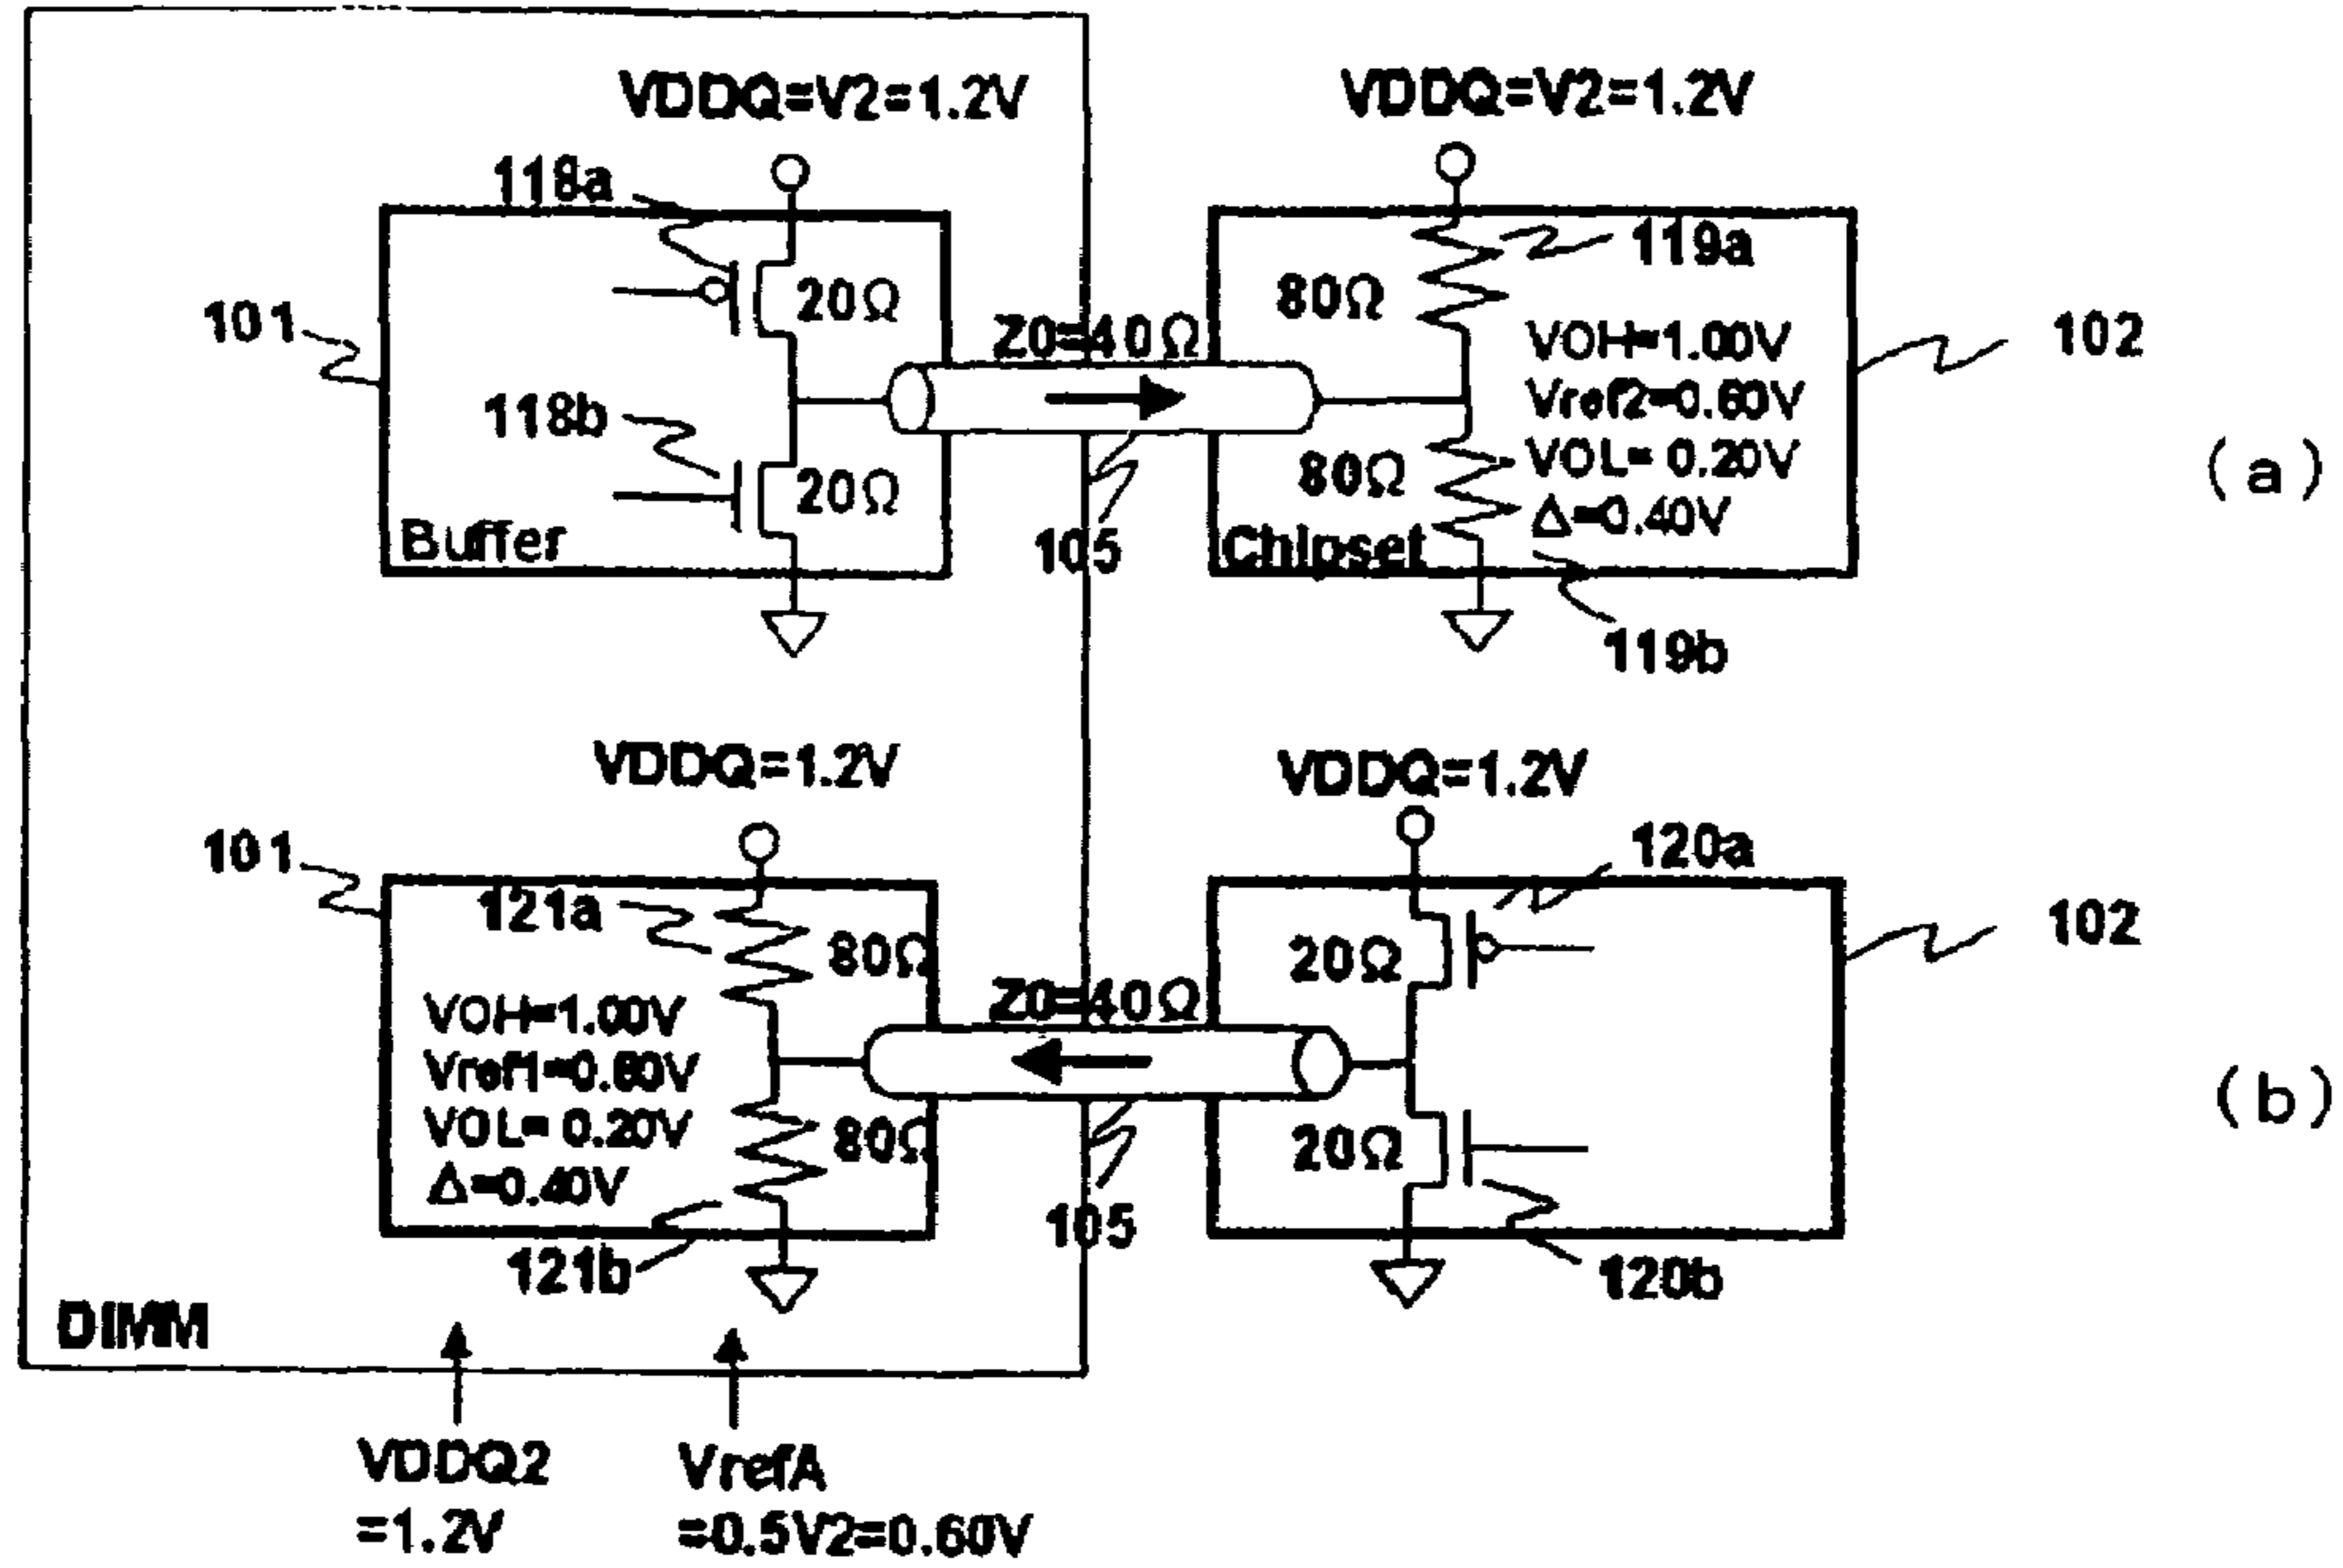 VDDQ=V2=1.2V
VDDQ=V2=1.2V
118a
20Ω
119a
80Ω
101
Z0=40Ω
VOH=1.00V
102
Vref2=0.60V
118b
20Ω
80Ω
VOL= 0.20V
(a)
Δ=0.40V
Buffer
105
Chipset
119b
VDDQ=1.2V
VDDQ=1.2V
101
120a
121a
80Ω
20Ω
102
Z0=40Ω
VOH=1.00V
Vref1=0.60V
VOL= 0.20V
80Ω
20Ω
(b)
Δ=0.40V
105
121b
120b
DIMM
VDDQ2
=1.2V
VrefA
=0.5V2=0.60V